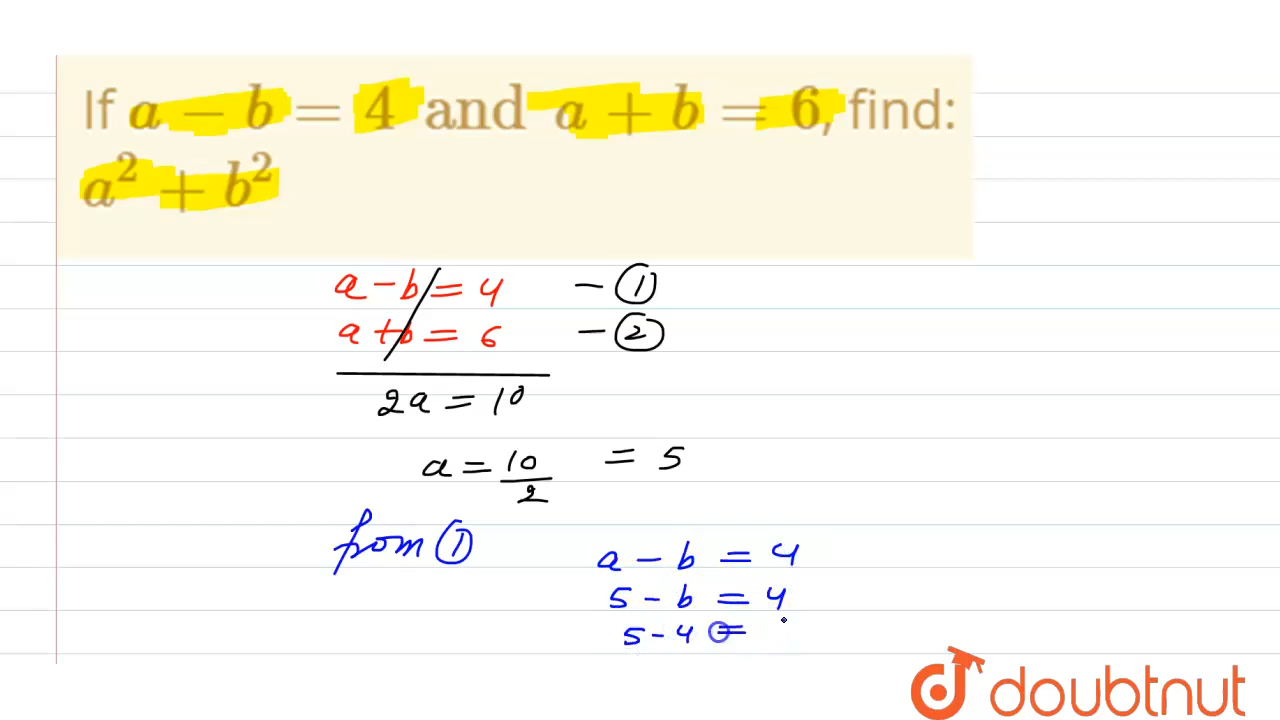 If a − b = 4 and a + b = 6, find:
a² + b²
a − b = 4 − ①
a + b = 6 − ②
2a = 10
a = 10/2 = 5
from ① a − b = 4
5 − b = 4
5 − 4 =
doubtnut